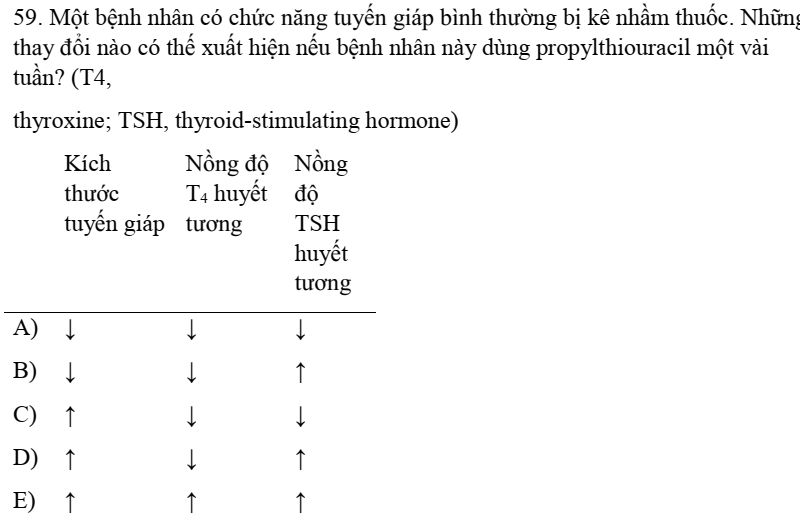 59. Một bệnh nhân có chức năng tuyến giáp bình thường bị kê nhầm thuốc. Những
thay đổi nào có thể xuất hiện nếu bệnh nhân này dùng propylthiouracil một vài
tuần? (T4,
thyroxine; TSH, thyroid-stimulating hormone)
Kích Nồng độ Nồng
thước T₄ huyết độ
tuyến giáp tương TSH
huyết
tương
A) ↓ ↓ ↓
B) ↓ ↓ ↑
C) ↑ ↓ ↓
D) ↑ ↓ ↑
E) ↑ ↑ ↑